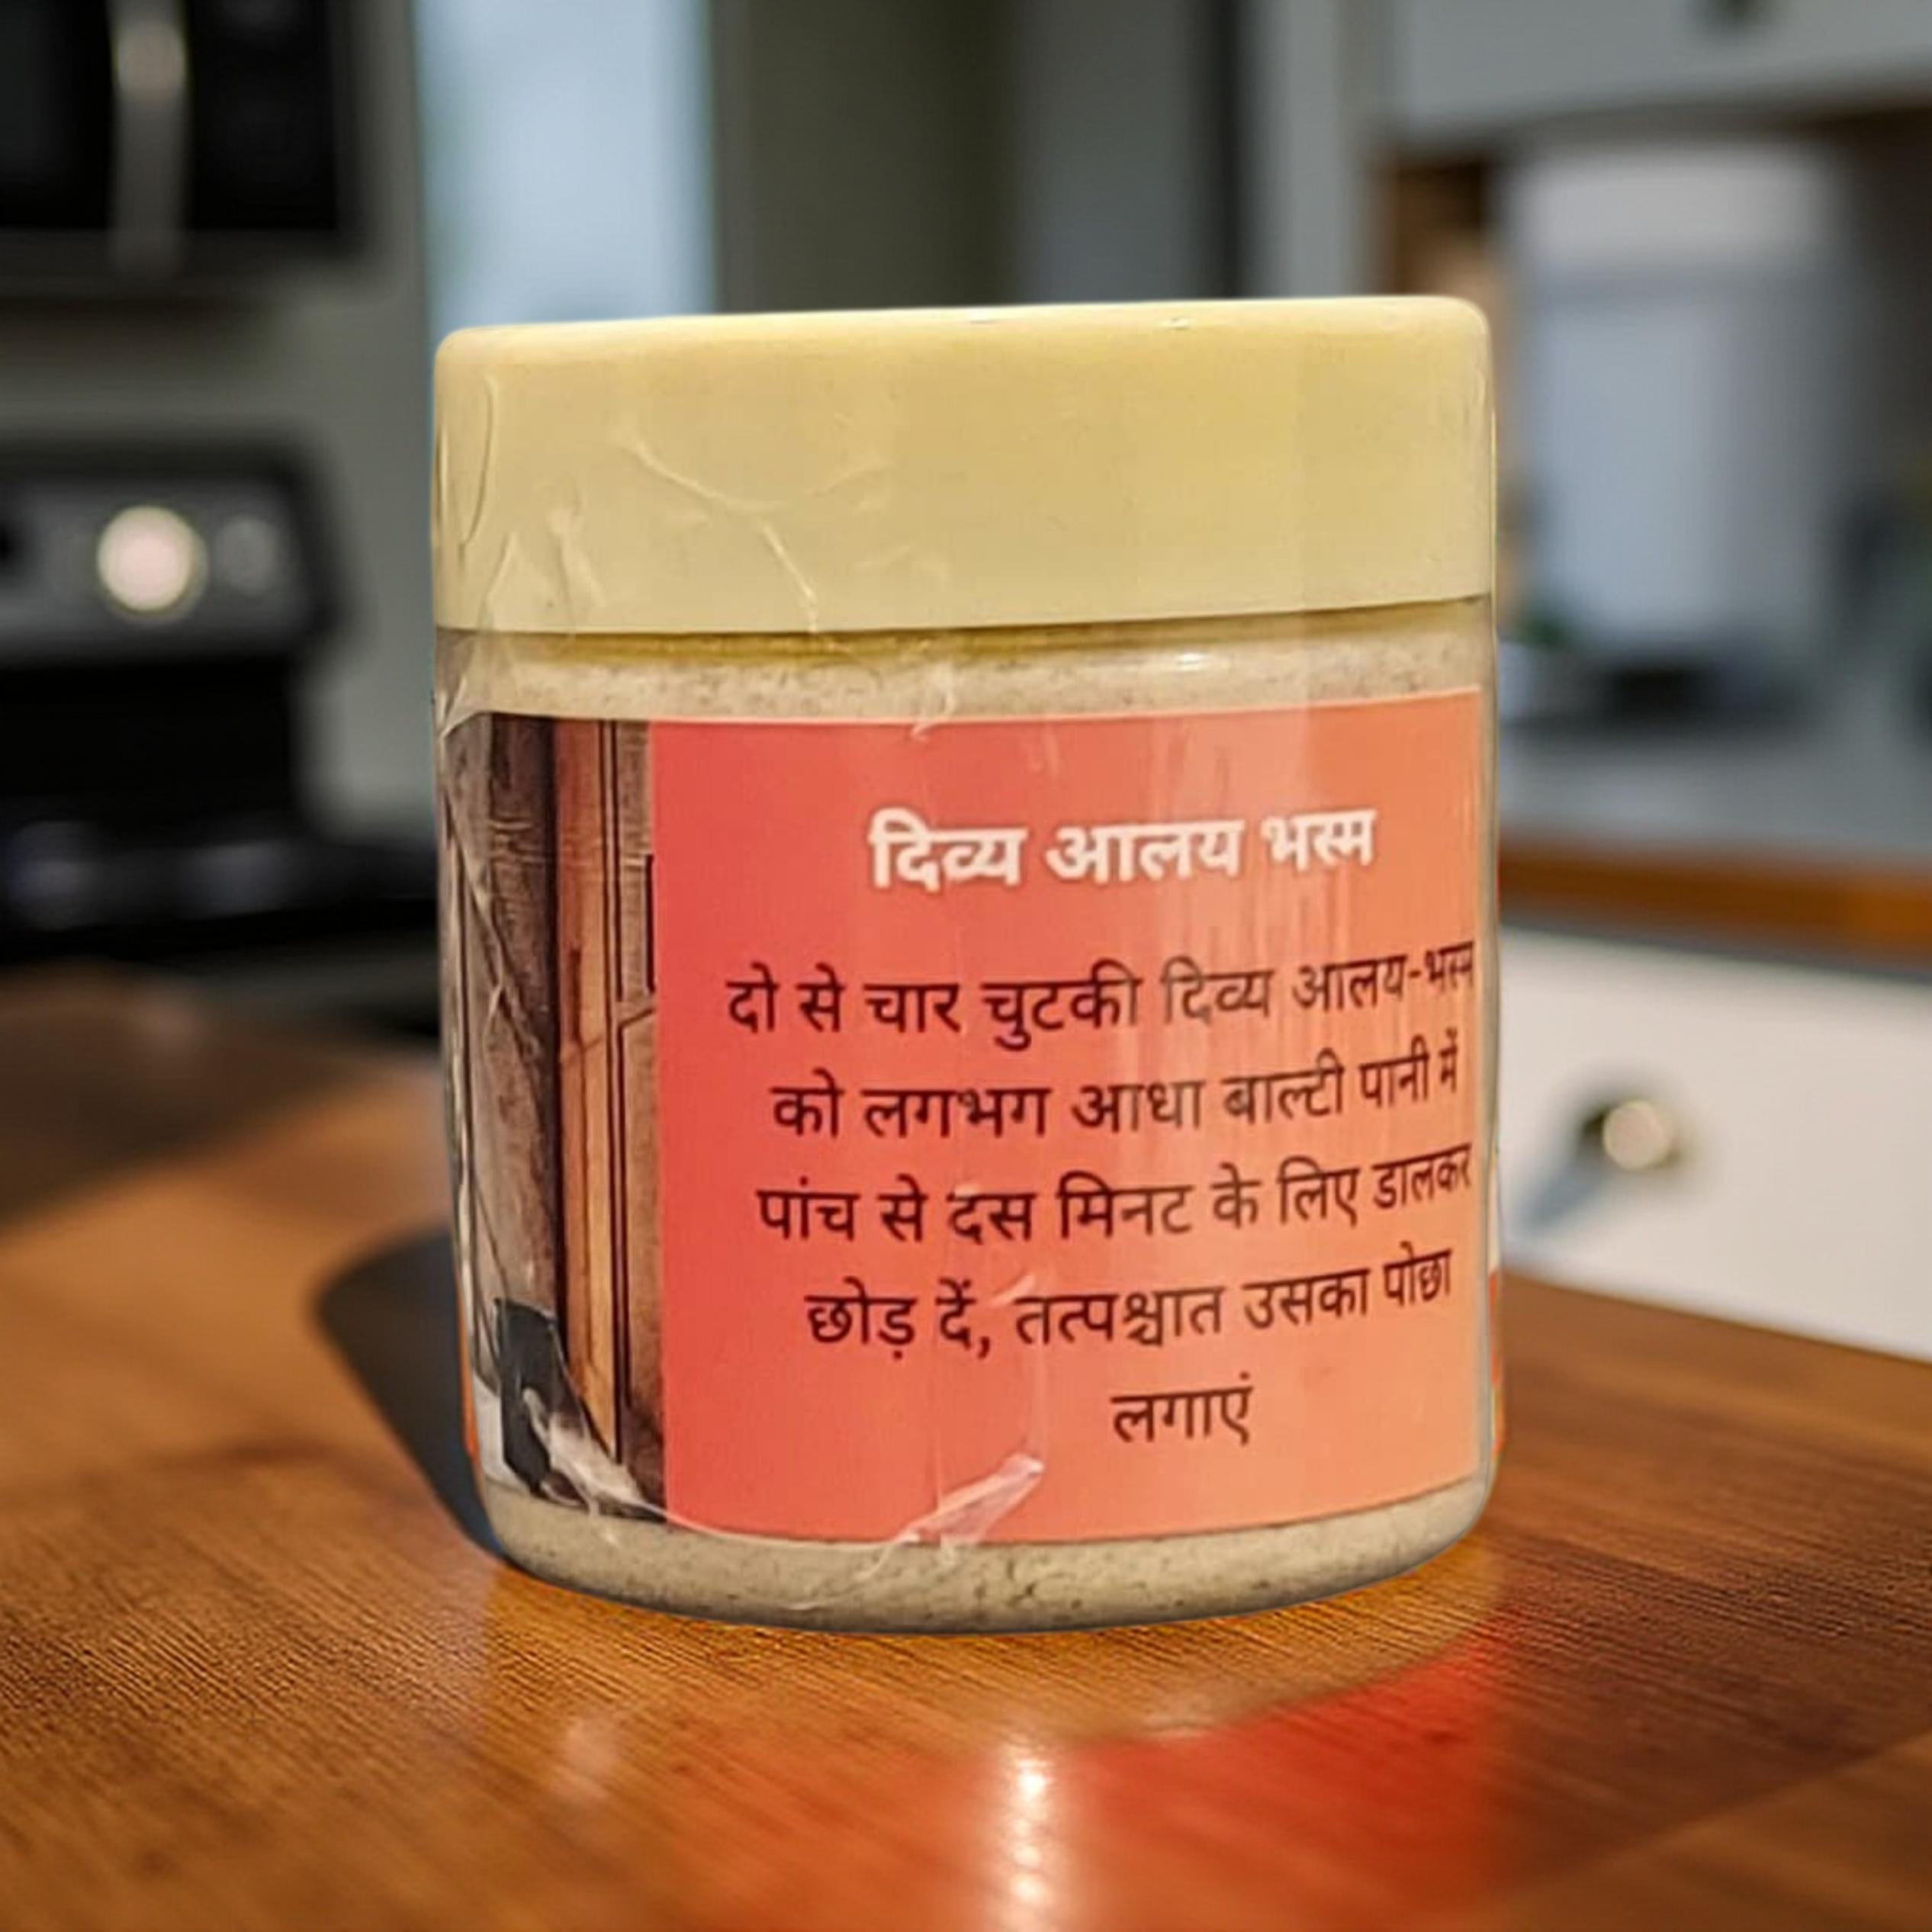 दिव्य आलय भस्म
दो से चार चुटकी दिव्य आलय-भस्म
को लगभग आधा बाल्टी पानी में
पांच से दस मिनट के लिए डालकर
छोड़ दें, तत्पश्चात उसका पोछा
लगाएं